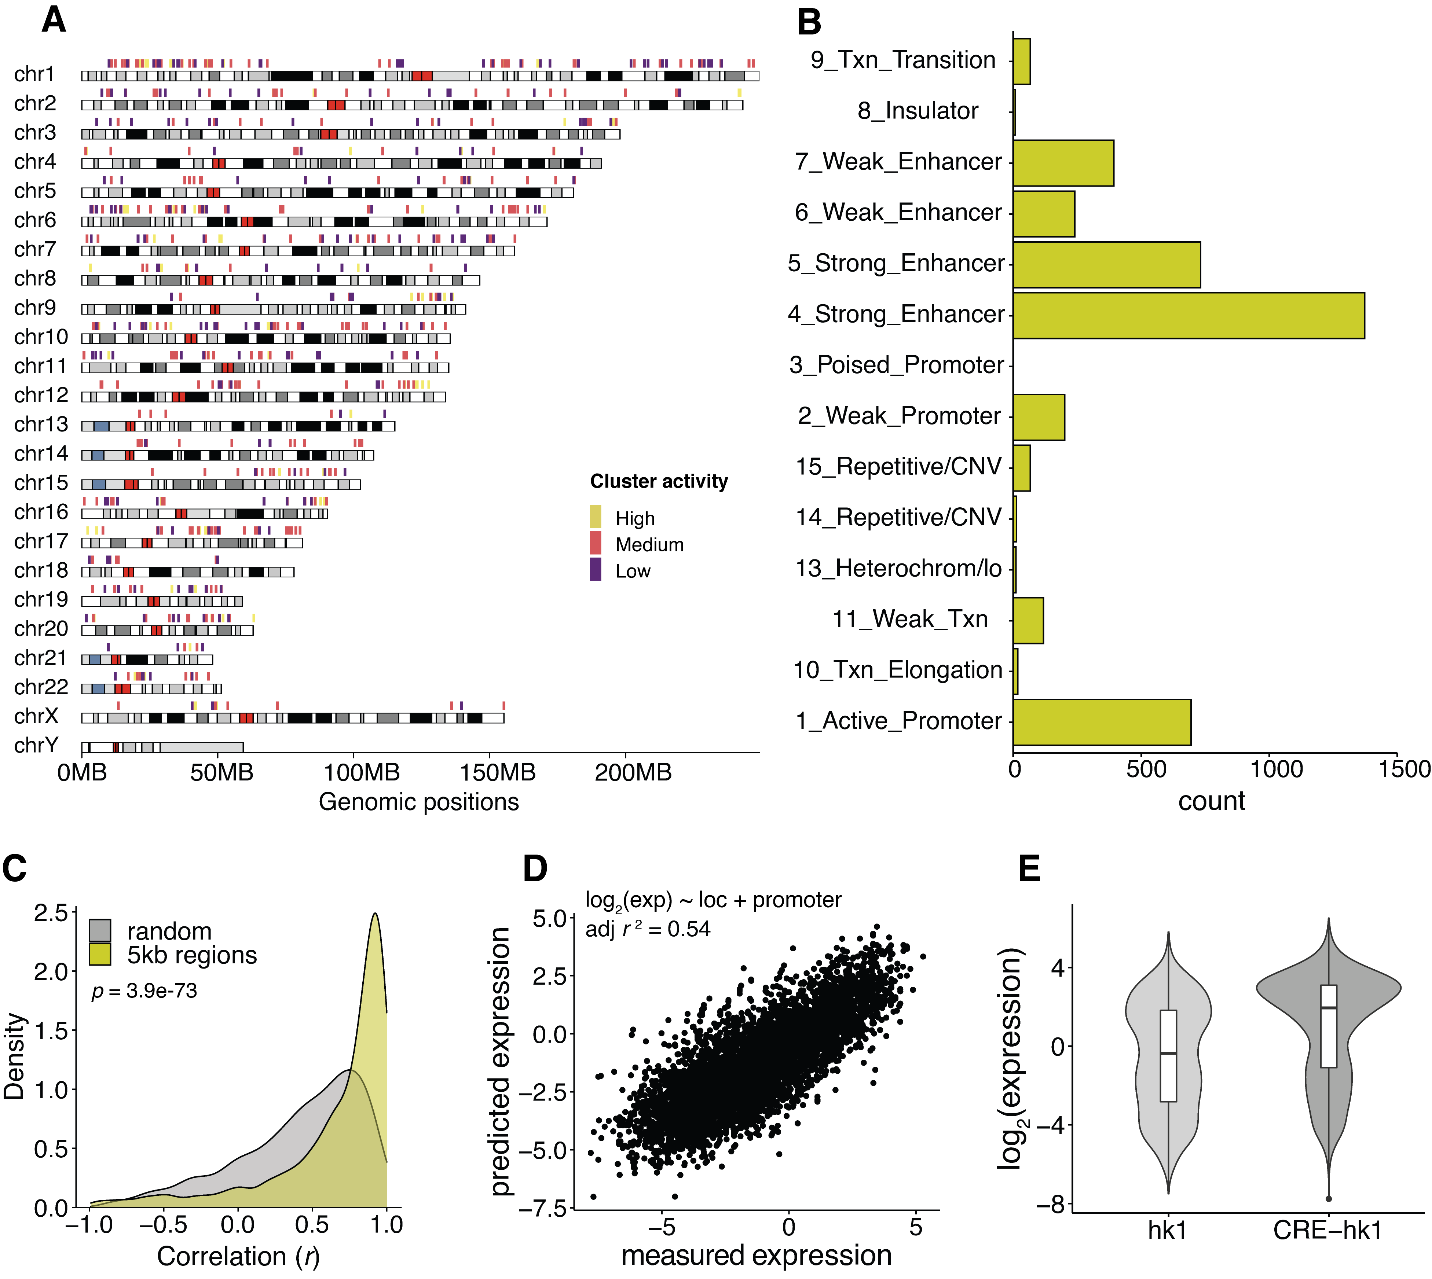 A
chr1
chr2
chr3
chr4
chr5
chr6
chr7
chr8
chr9
chr10
chr11
chr12
chr13
chr14
chr15
chr16
chr17
chr18
chr19
chr20
chr21
chr22
chrX
chrY
0MB 50MB 100MB 150MB 200MB
Genomic positions
Cluster activity
High
Medium
Low
B
9_Txn_Transition
8_Insulator
7_Weak_Enhancer
6_Weak_Enhancer
5_Strong_Enhancer
4_Strong_Enhancer
3_Poised_Promoter
2_Weak_Promoter
15_Repetitive/CNV
14_Repetitive/CNV
13_Heterochrom/lo
11_Weak_Txn
10_Txn_Elongation
1_Active_Promoter
0 500 1000 1500
count
C
Density
2.5
2.0
1.5
1.0
0.5
0.0
random
5kb regions
p = 3.9e-73
−1.0 −0.5 0.0 0.5 1.0
Correlation (r)
D
log₂(exp) ~ loc + promoter
adj r² = 0.54
predicted expression
5.0
2.5
0.0
−2.5
−5.0
−7.5
−5 0 5
measured expression
E
log₂(expression)
4
0
−4
−8
hk1 CRE−hk1